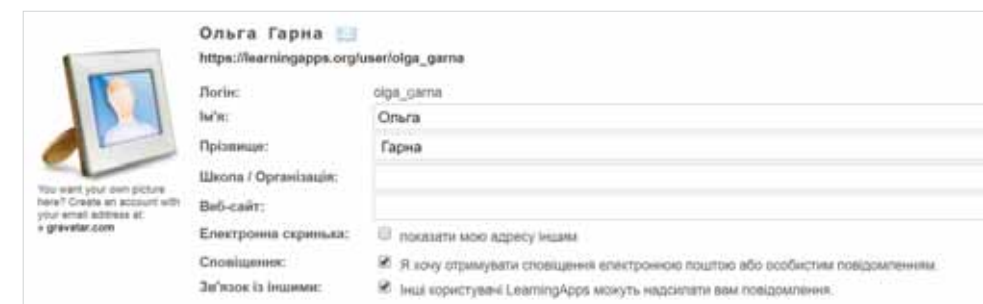 Ольга Гарна
https://learningapps.org/user/olga_garna
Логін: olga_garna
Ім'я: Ольга
Прізвище: Гарна
Школа / Організація:
Веб-сайт:
Електронна скринька: показати мою адресу іншим
Сповіщення: Я хочу отримувати сповіщення електронною поштою або особистим повідомленням.
Зв'язок із іншими: Інші користувачі LearningApps можуть надсилати вам повідомлення.
You want your own picture
here? Create an account with
your email address at:
» gravatar.com